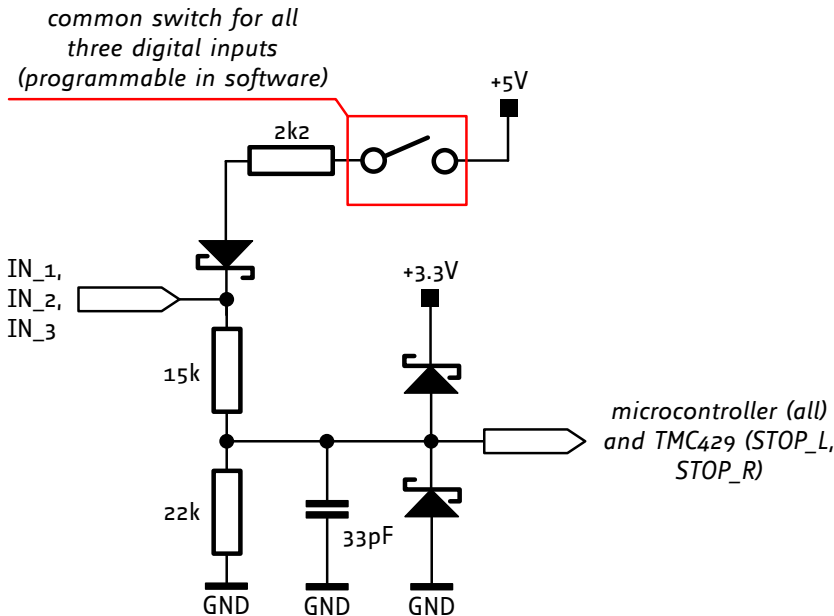 common switch for all
three digital inputs
(programmable in software)
+5V
2k2
IN_1,
IN_2,
IN_3
+3.3V
15k
microcontroller (all)
and TMC429 (STOP_L,
STOP_R)
22k
33pF
GND
GND
GND